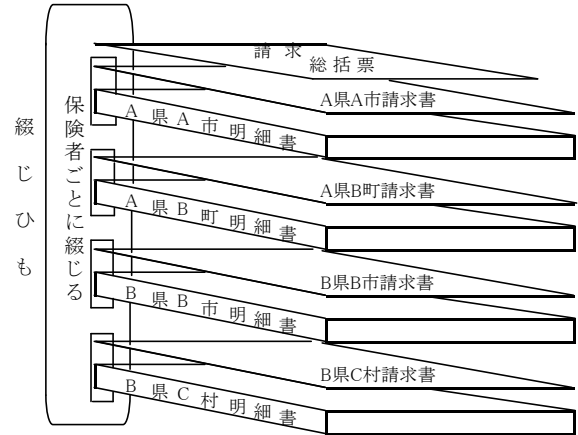 綴じひも
保険者ごとに綴じる
請求
総括票
A県A市請求書
A県A市明細書
A県B町請求書
A県B町明細書
B県B市請求書
B県B市明細書
B県C村請求書
B県C村明細書